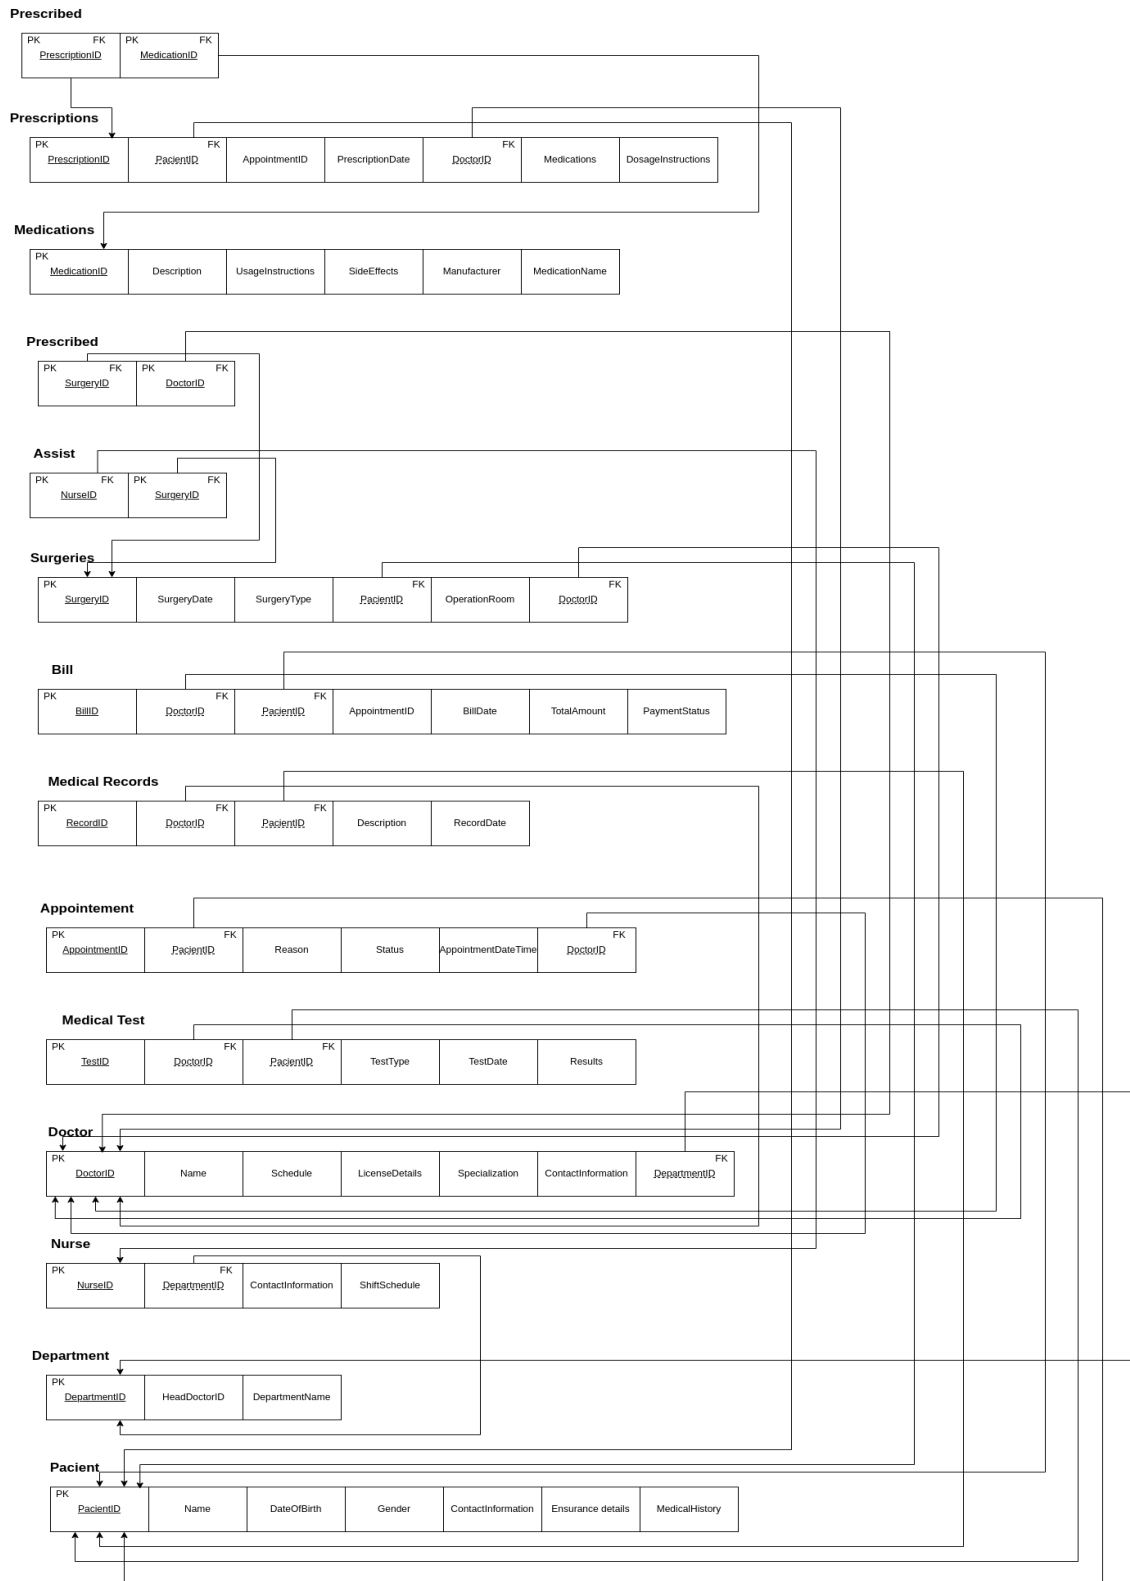 Prescribed
PK FK PK FK
PrescriptionID MedicationID
Prescriptions
PK FK FK
PrescriptionID PacientID AppointmentID PrescriptionDate DoctorID Medications DosageInstructions
Medications
PK
MedicationID Description UsageInstructions SideEffects Manufacturer MedicationName
Prescribed
PK FK PK FK
SurgeryID DoctorID
Assist
PK FK PK FK
NurseID SurgeryID
Surgeries
PK FK FK
SurgeryID SurgeryDate SurgeryType PacientID OperationRoom DoctorID
Bill
PK FK FK
BillID DoctorID PacientID AppointmentID BillDate TotalAmount PaymentStatus
Medical Records
PK FK FK
RecordID DoctorID PacientID Description RecordDate
Appointement
PK FK FK
AppointmentID PacientID Reason Status AppointmentDateTime DoctorID
Medical Test
PK FK FK
TestID DoctorID PacientID TestType TestDate Results
Doctor
PK FK
DoctorID Name Schedule LicenseDetails Specialization ContactInformation DepartmentID
Nurse
PK FK
NurseID DepartmentID ContactInformation ShiftSchedule
Department
PK
DepartmentID HeadDoctorID DepartmentName
Pacient
PK
PacientID Name DateOfBirth Gender ContactInformation Ensurance details MedicalHistory